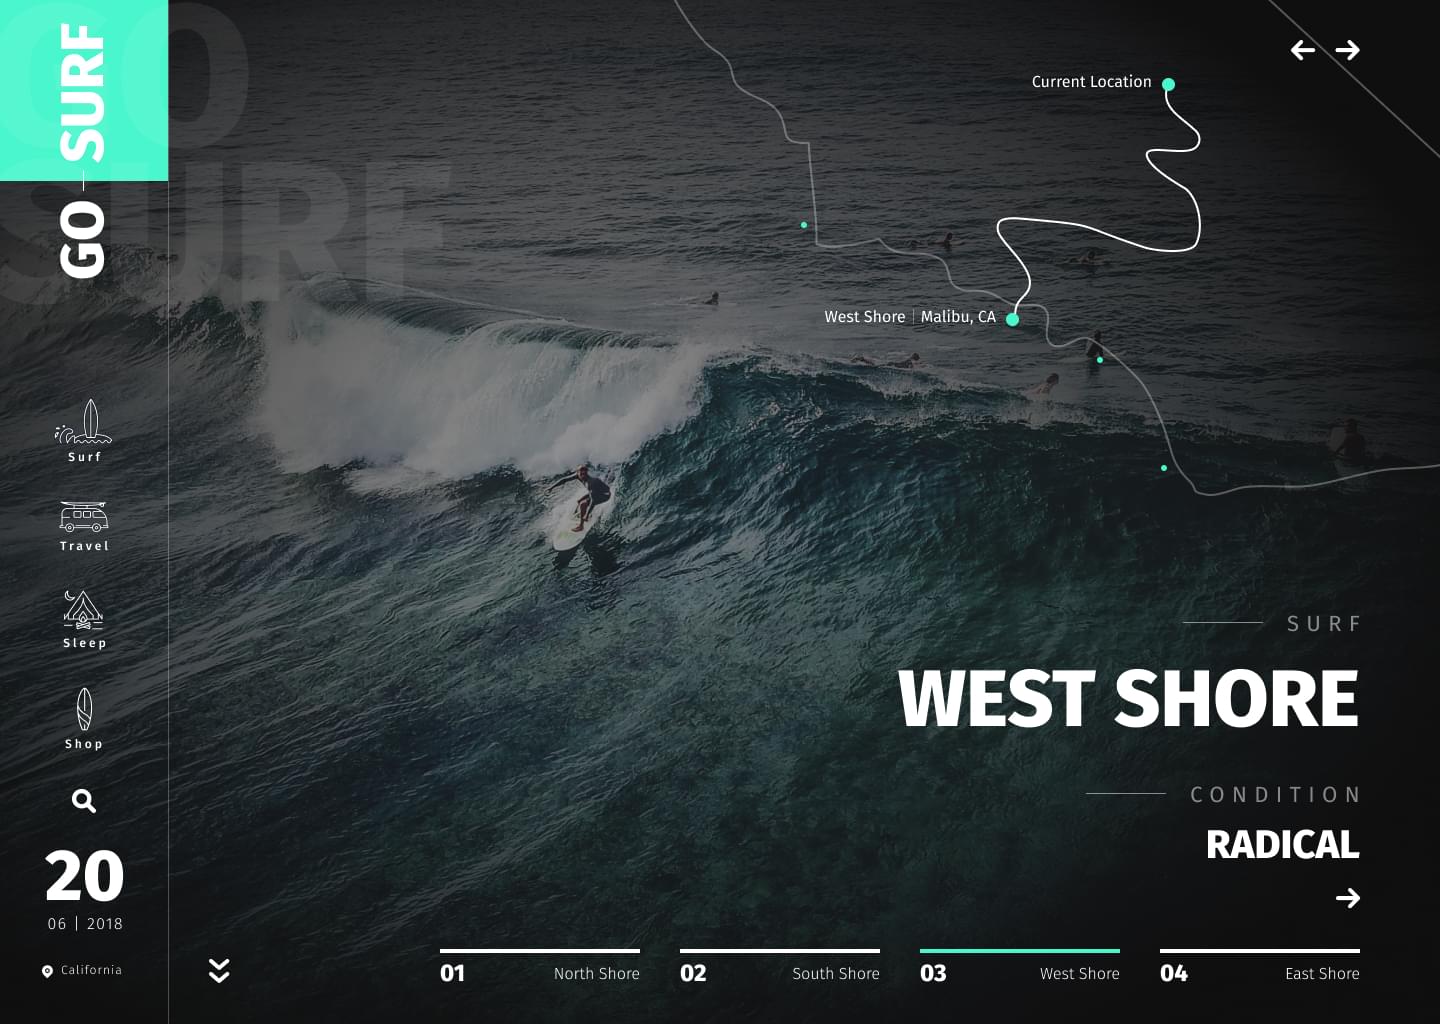 GO
SURF
GO — SURF
Surf
Travel
Sleep
Shop
20
06 | 2018
California
Current Location
West Shore | Malibu, CA
SURF
WEST SHORE
CONDITION
RADICAL
01 North Shore
02 South Shore
03 West Shore
04 East Shore